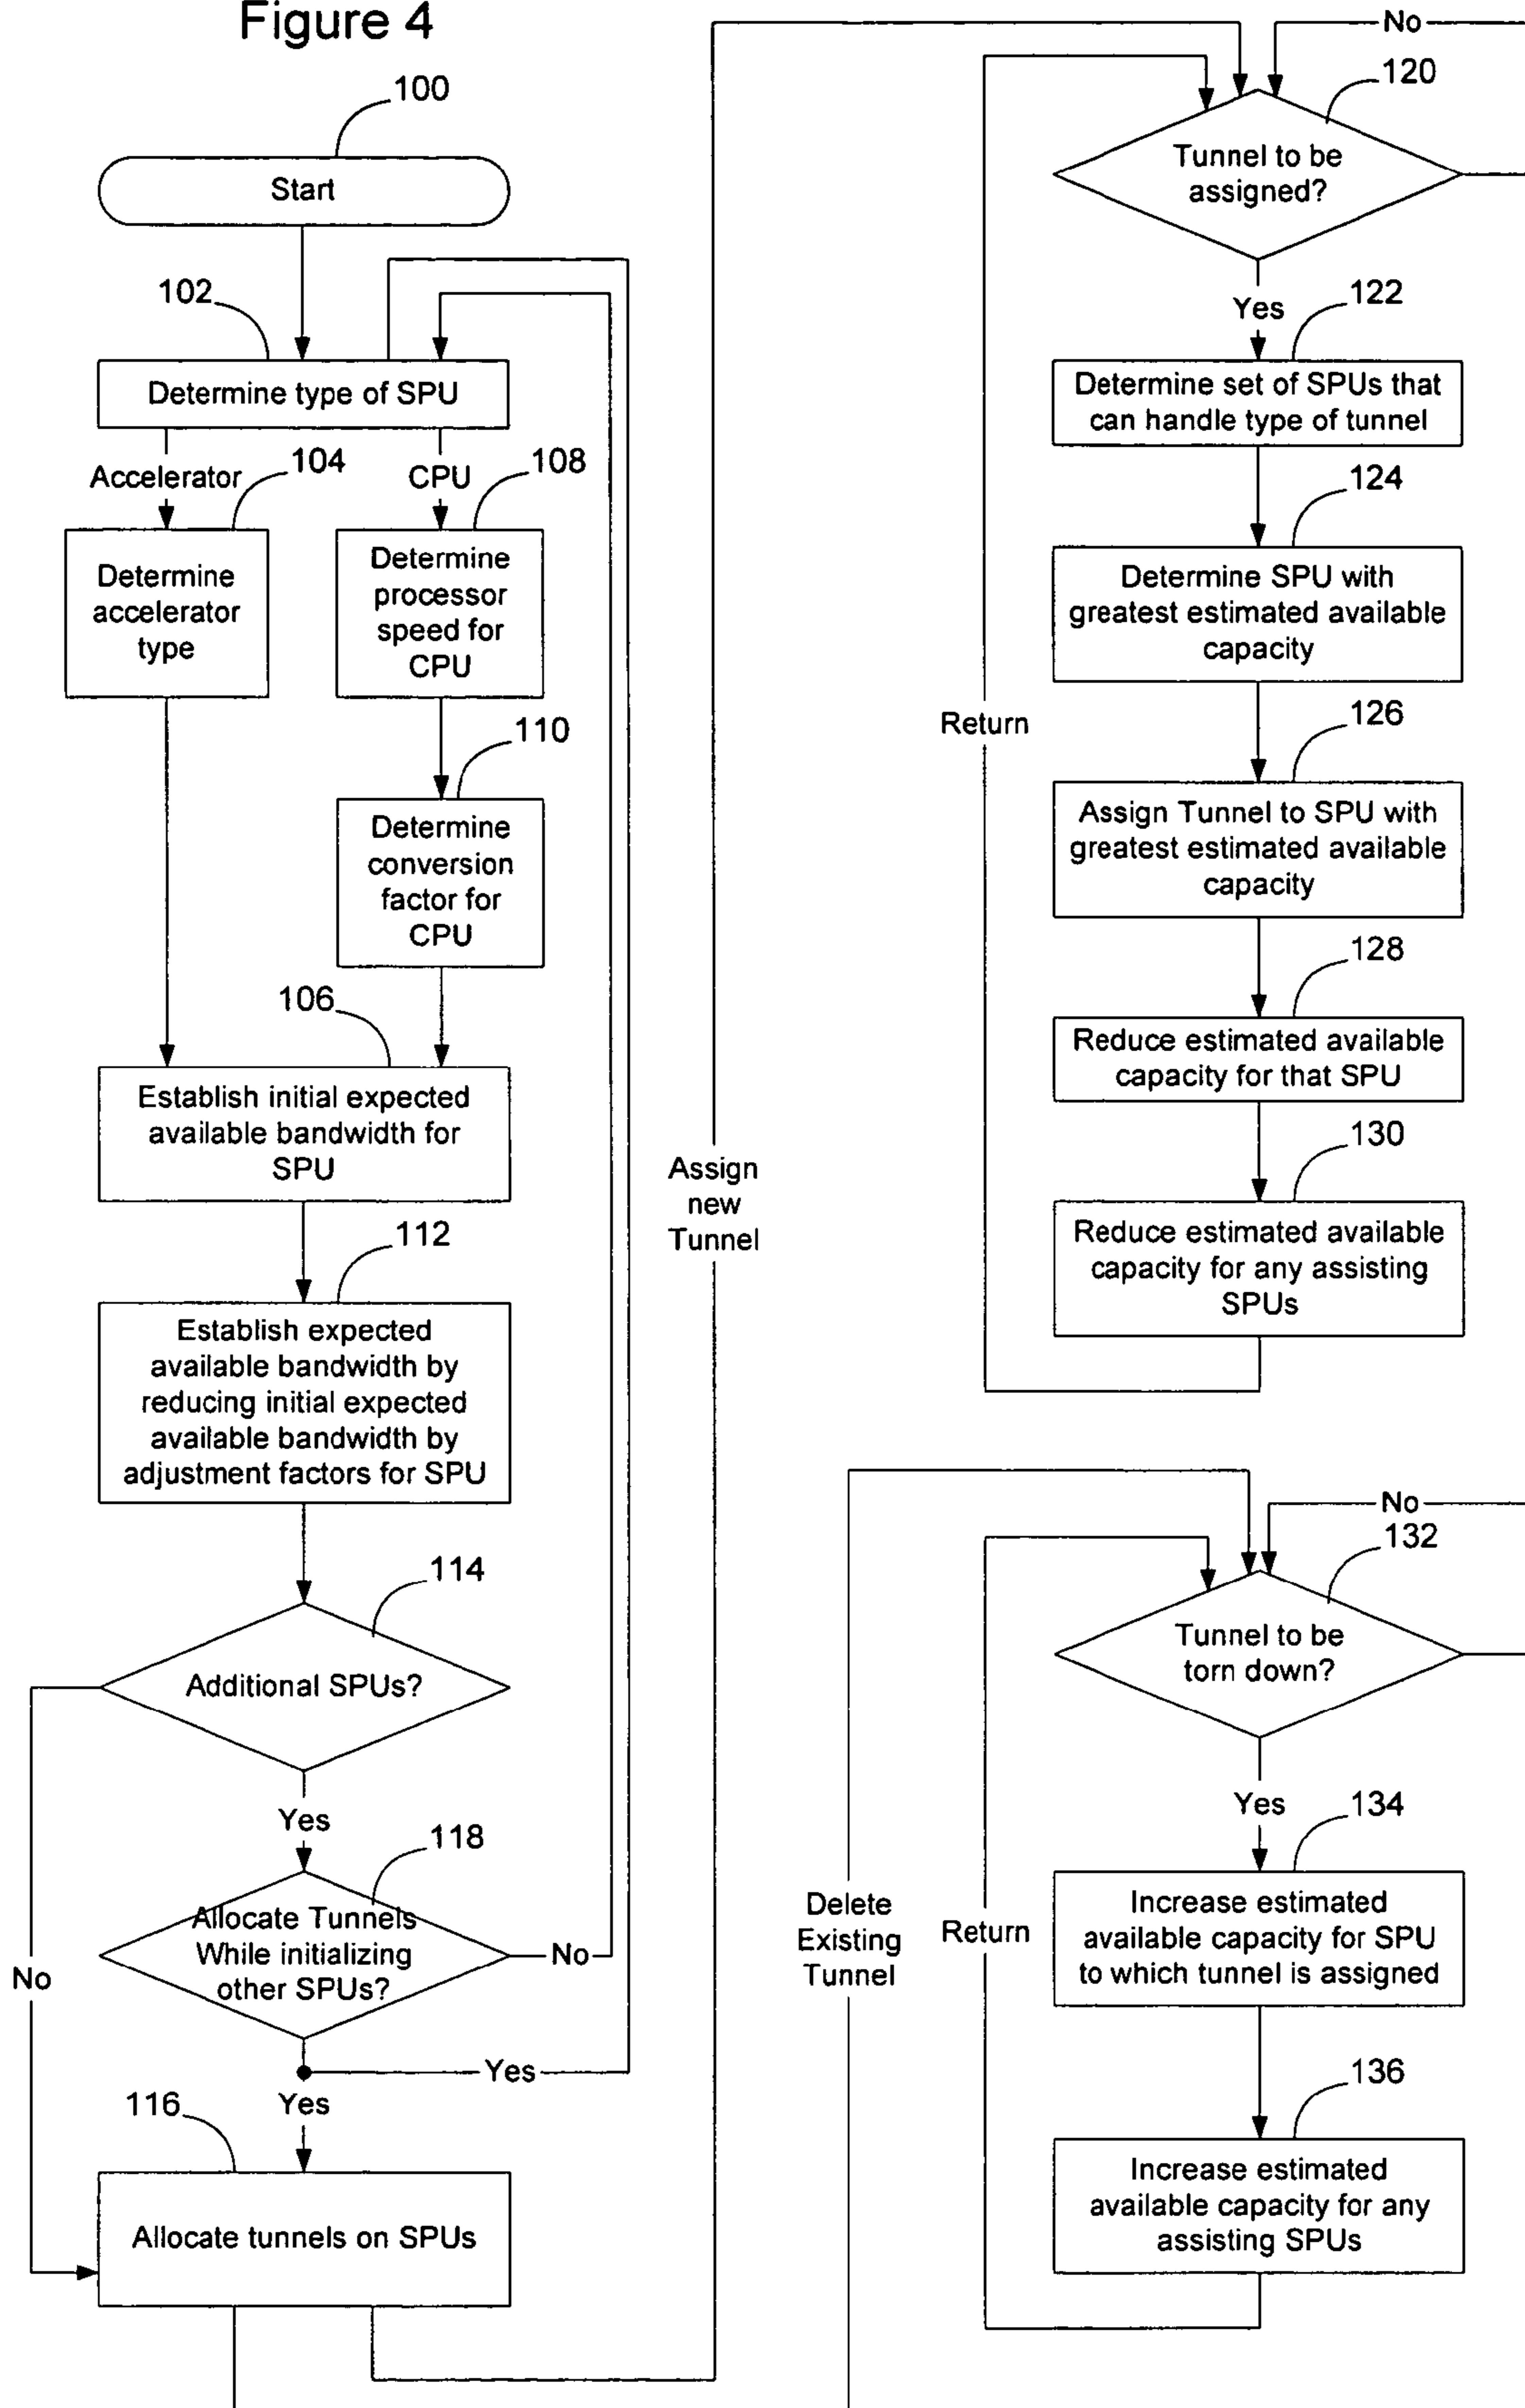 Figure 4
100
Start
102
Determine type of SPU
Accelerator
104
CPU
108
Determine
accelerator
type
Determine
processor
speed for
CPU
110
Determine
conversion
factor for
CPU
106
Establish initial expected
available bandwidth for
SPU
112
Establish expected
available bandwidth by
reducing initial expected
available bandwidth by
adjustment factors for SPU
114
Additional SPUs?
Yes
118
Allocate Tunnels
While initializing
other SPUs?
No
No
Yes
Yes
116
Allocate tunnels on SPUs
Assign
new
Tunnel
No
120
Tunnel to be
assigned?
Yes
122
Determine set of SPUs that
can handle type of tunnel
124
Determine SPU with
greatest estimated available
capacity
Return
126
Assign Tunnel to SPU with
greatest estimated available
capacity
128
Reduce estimated available
capacity for that SPU
130
Reduce estimated available
capacity for any assisting
SPUs
Delete
Existing
Tunnel
No
132
Tunnel to be
torn down?
Yes
134
Increase estimated
available capacity for SPU
to which tunnel is assigned
Return
136
Increase estimated
available capacity for any
assisting SPUs